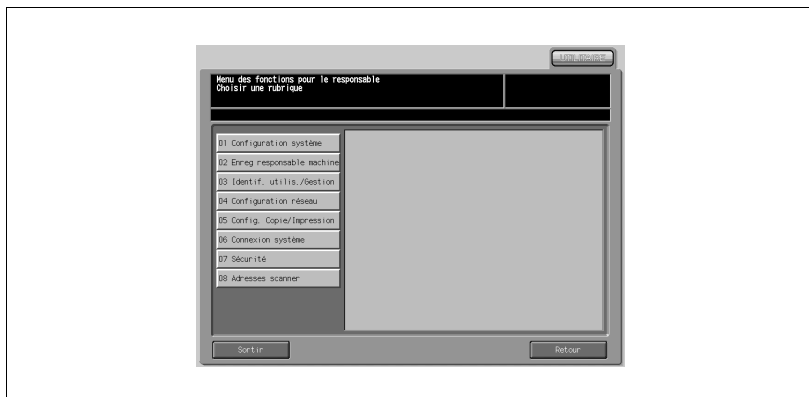 Menu des fonctions pour le responsable
Choisir une rubrique
01 Configuration système
02 Enreg responsable machine
03 Identif. utilis./Gestion
04 Configuration réseau
05 Config. Copie/Impression
06 Connexion système
07 Sécurité
08 Adresses scanner
Sortir
Retour